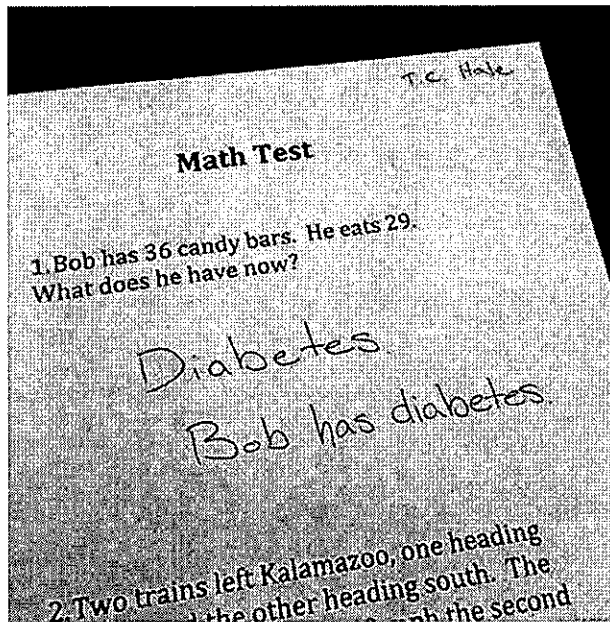 T.C. Hale
Math Test
1.Bob has 36 candy bars. He eats 29.
What does he have now?
Diabetes.
Bob has diabetes.
2.Two trains left Kalamazoo, one heading
the other heading south. The
mph the second